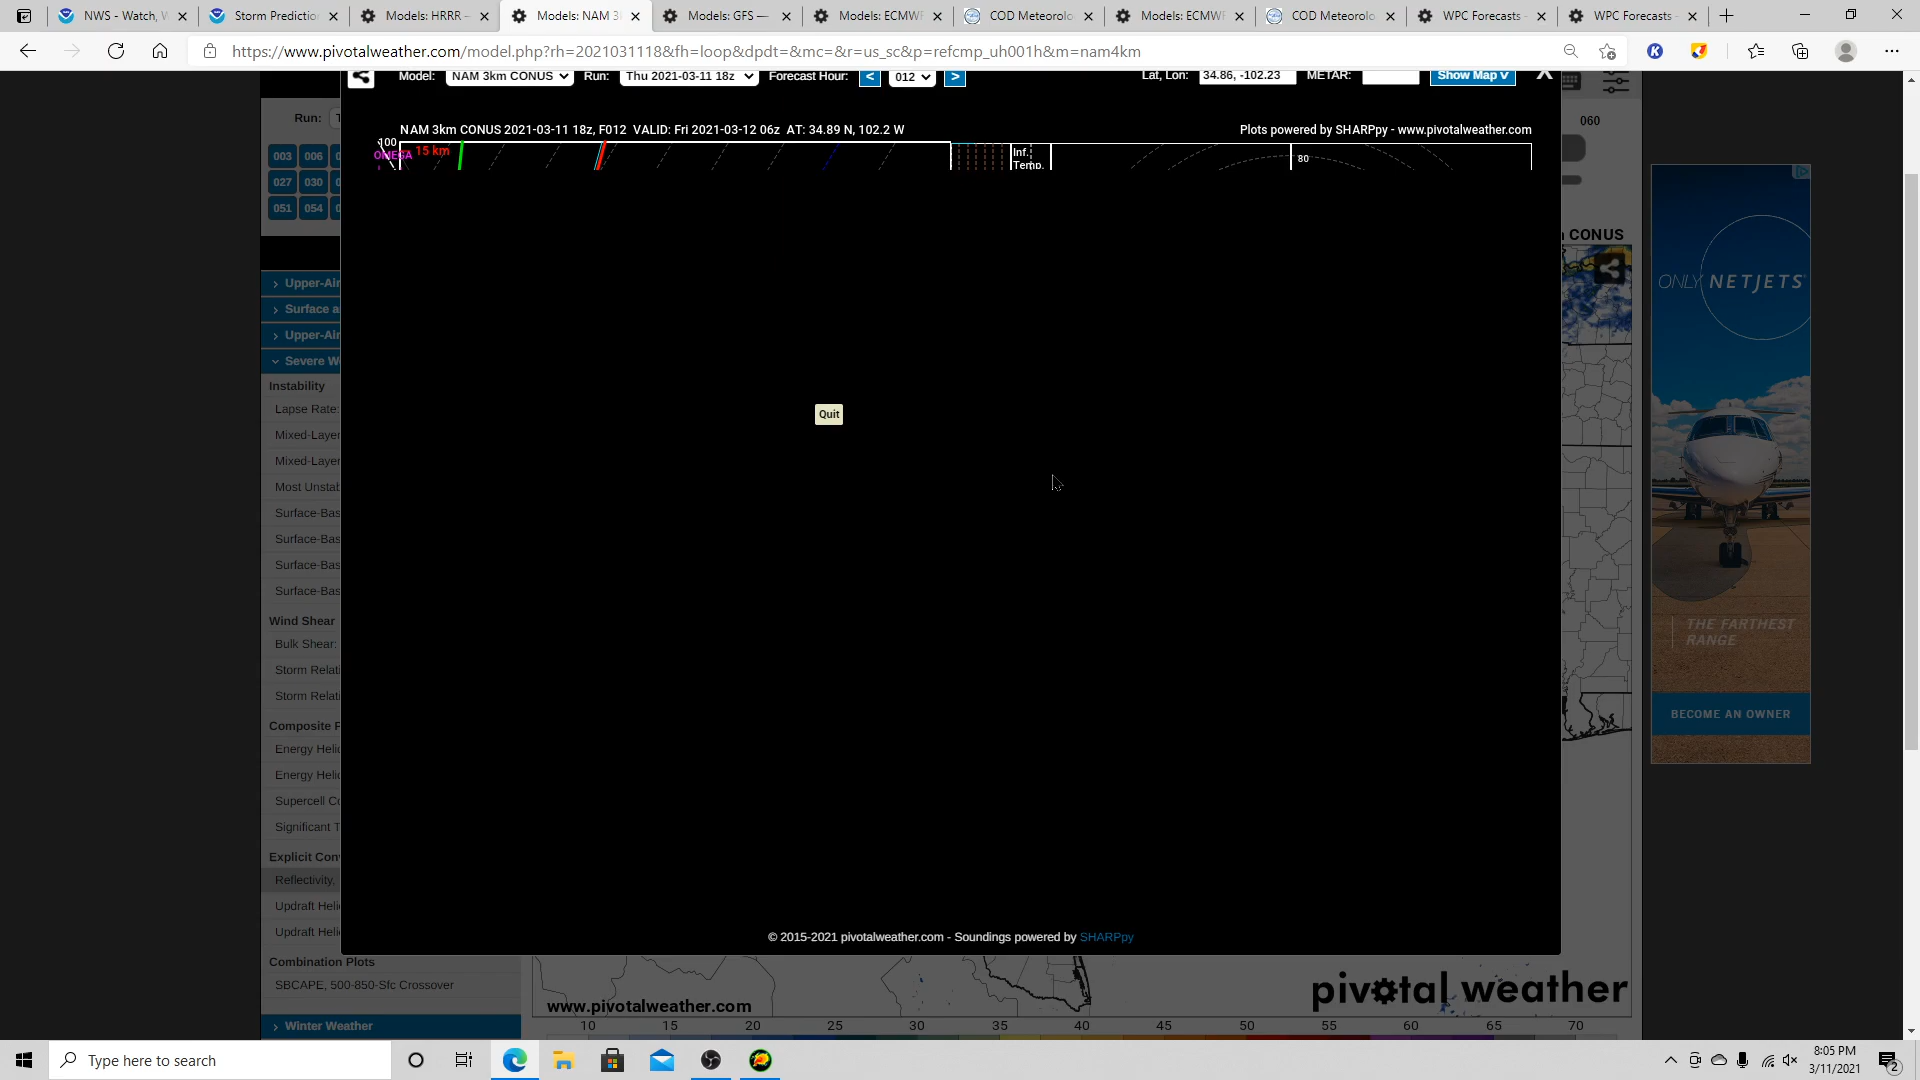 NWS - Watch, W
Storm Predictio
Models: HRRR —
Models: NAM 3
Models: GFS —
Models: ECMWF
COD Meteorolo
Models: ECMWF
COD Meteorolo
WPC Forecasts -
WPC Forecasts -
https://www.pivotalweather.com/model.php?rh=2021031118&fh=loop&dpdt=&mc=&r=us_sc&p=refcmp_uh001h&m=nam4km
Model: NAM 3km CONUS Run: Thu 2021-03-11 18z Forecast Hour: < 012 > Lat, Lon: 34.86, -102.23 METAR: Show Map V X
Run: T
060
NAM 3km CONUS 2021-03-11 18z, F012 VALID: Fri 2021-03-12 06z AT: 34.89 N, 102.2 W
Plots powered by SHARPpy - www.pivotalweather.com
100
OMEGA
15 km
Inf.
Temp.
80
003 006 0
027 030 0
051 054 0
CONUS
Upper-Air
Surface a
Upper-Air
Severe W
Instability
Lapse Rate:
Mixed-Layer
Mixed-Layer
Most Unstab
Surface-Bas
Surface-Bas
Surface-Bas
Surface-Bas
Wind Shear
Bulk Shear:
Storm Relati
Storm Relati
Composite P
Energy Helic
Energy Helic
Supercell Co
Significant T
Explicit Con
Reflectivity,
Updraft Heli
Updraft Heli
Combination Plots
SBCAPE, 500-850-Sfc Crossover
Winter Weather
Quit
ONLY NETJETS
THE FARTHEST
RANGE
BECOME AN OWNER
© 2015-2021 pivotalweather.com - Soundings powered by SHARPpy
www.pivotalweather.com
pivotal weather
10 15 20 25 30 35 40 45 50 55 60 65 70
Type here to search
8:05 PM
3/11/2021
2